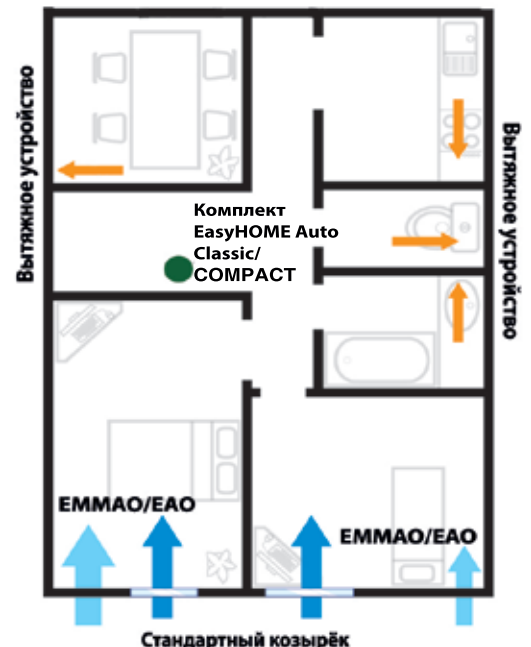 Вытяжное устройство
Комплект
EasyHOME Auto
Classic/
COMPACT
Вытяжное устройство
EMMAO/EAO
EMMAO/EAO
Стандартный козырёк